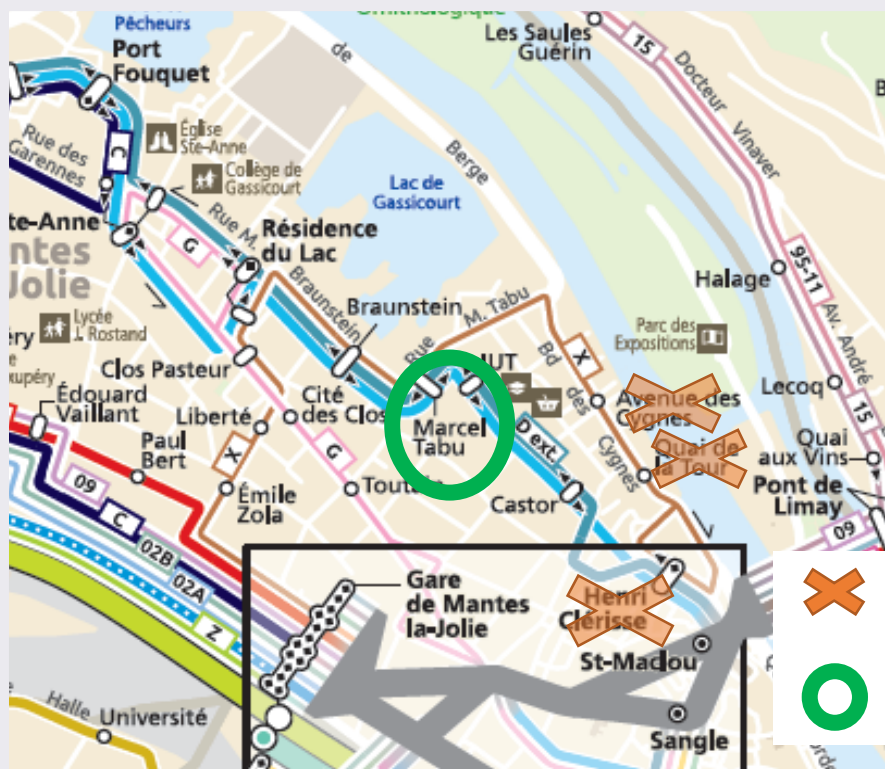 Ornithologique
Pêcheurs
Port
Fouquet
Les Saules
Guérin
15
Docteur
Vinaver
de
Berge
Rue des
Garennes
C
Église
Ste-Anne
Collège de
Gassicourt
Lac de
Gassicourt
te-Anne
ntes
Jolie
G
Rue M.
Braunstein
Résidence
du Lac
Braunstein
Rue
M. Tabu
Halage
95-11
Av. André
Parc des
Expositions
Lycée
J. Rostand
Clos Pasteur
IUT
Bd
des
Cygnes
X
Avenue des
Cygnes
Lecoq
15
Édouard
Vaillant
Liberté
Cité
des Clos
Marcel
Tabu
D ext.
Quai de
la Tour
Quai
aux Vins
Paul
Bert
X
G
Castor
Pont de
Limay
09
Émile
Zola
09
C
02B
02A
Z
Gare
de Mantes
la-Jolie
Henri
Clérisse
St-Maclou
Sangle
Halle
Université